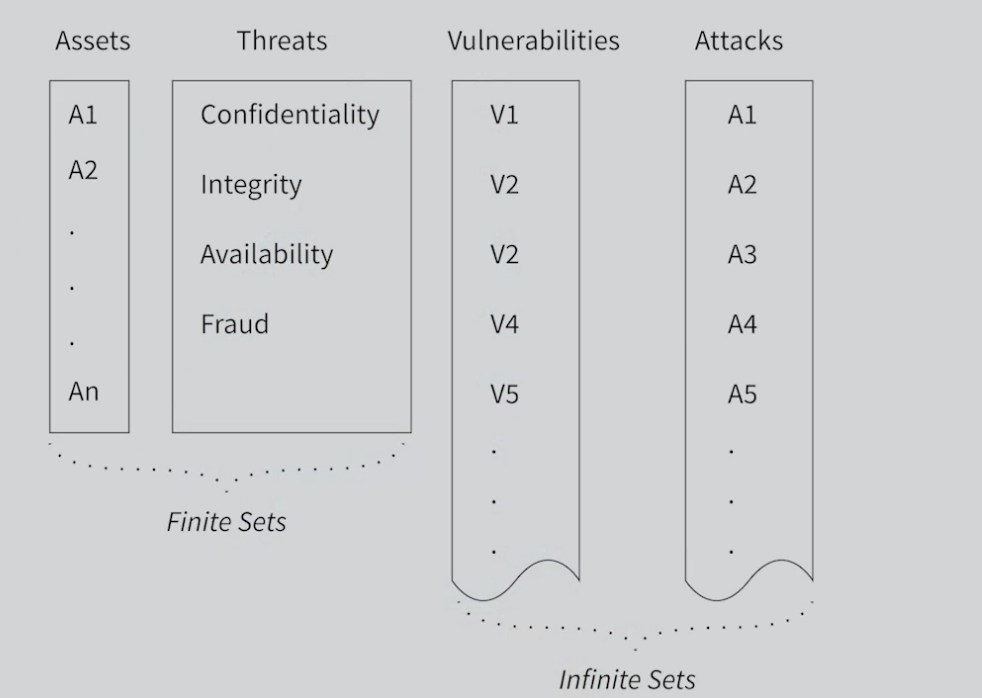 Assets
Threats
Vulnerabilities
Attacks
A1
A2
.
.
.
An
Confidentiality
Integrity
Availability
Fraud
V1
V2
V2
V4
V5
.
.
.
A1
A2
A3
A4
A5
.
.
.
Finite Sets
Infinite Sets